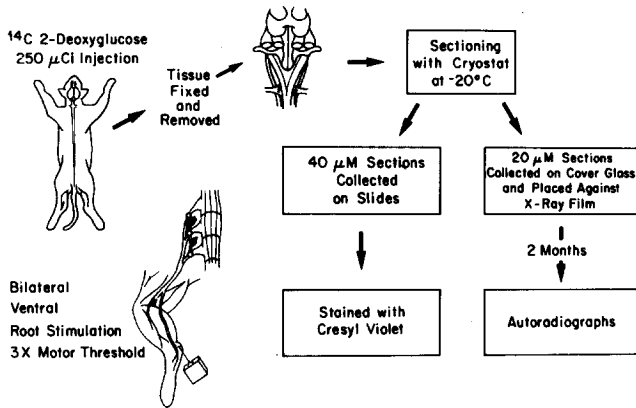 14C 2-Deoxyglucose
250 µCi Injection
Tissue
Fixed
and
Removed
Sectioning
with Cryostat
at -20°C
40 µM Sections
Collected
on Slides
20 µM Sections
Collected on Cover Glass
and Placed Against
X-Ray Film
2 Months
Stained with
Cresyl Violet
Autoradiographs
Bilateral
Ventral
Root Stimulation
3X Motor Threshold